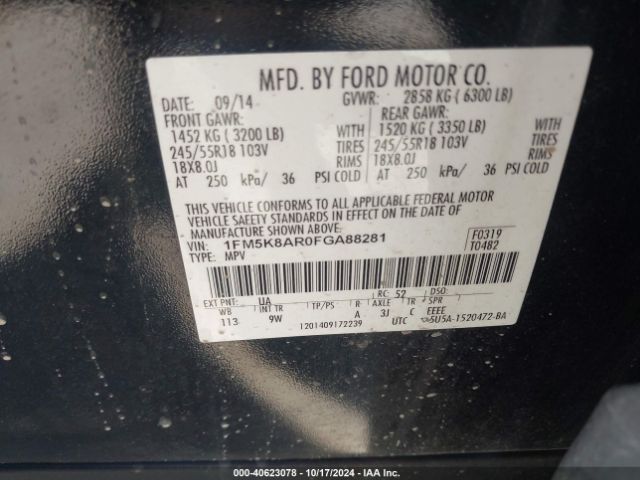 MFD. BY FORD MOTOR CO.
DATE: 09/14 GVWR: 2858 KG ( 6300 LB)
FRONT GAWR: REAR GAWR:
1452 KG ( 3200 LB) WITH 1520 KG ( 3350 LB) WITH
245/55R18 103V TIRES 245/55R18 103V TIRES
18X8.0J RIMS 18X8.0J RIMS
AT 250 kPa/ 36 PSI COLD AT 250 kPa/ 36 PSI COLD
THIS VEHICLE CONFORMS TO ALL APPLICABLE FEDERAL MOTOR
VEHICLE SAFETY AND THEFT PREVENTION STANDARDS
IN EFFECT ON THE DATE OF MANUFACTURE
SHOWN ABOVE.
VIN: 1FM5K8AR0FGA88281 F0319
TYPE: MPV T0482
EXT PNT: UA RC: 52 DSO:
WB INT TR TP/PS R AXLE TR SPR
113 9W A 3J C EEEE
1201409172239 UTC 5U5A-1520472-BA
000-40623078 - 10/17/2024 - IAA Inc.